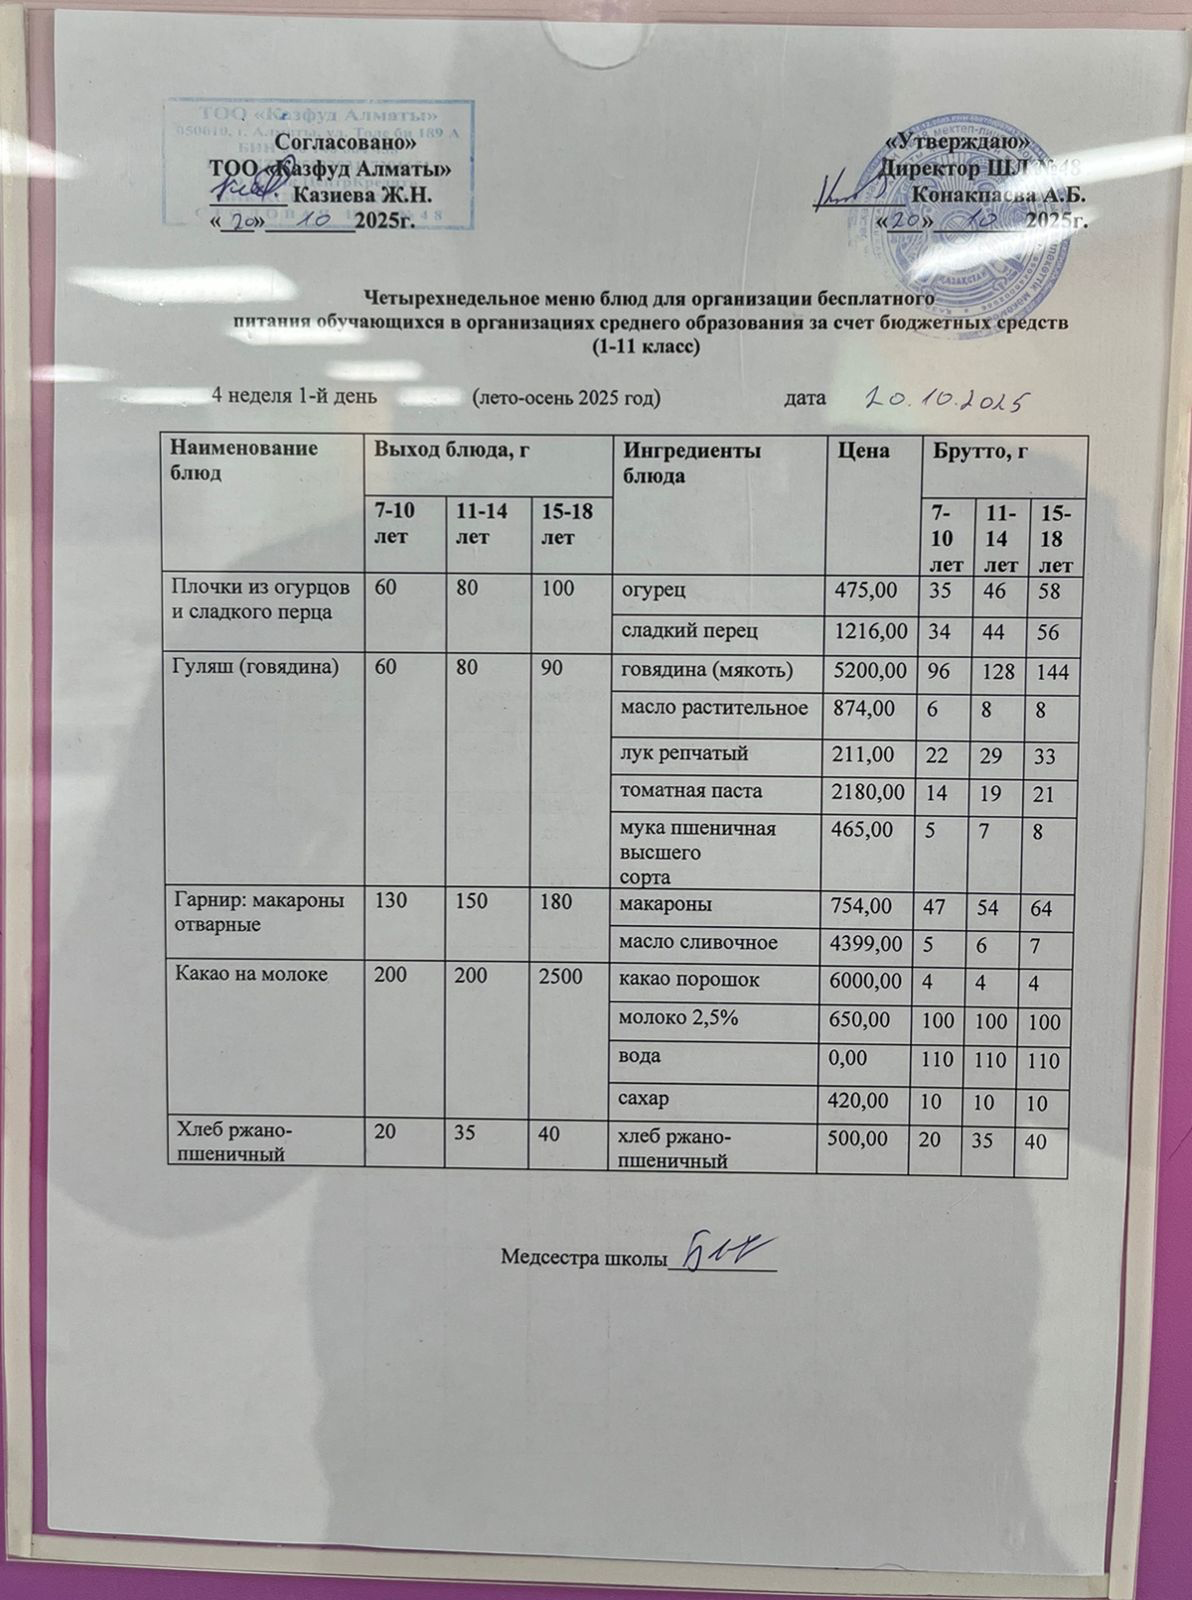 ТОО «Казфуд Алматы»
050610, г. Алматы, ул. Толе би 189 А
Согласовано»
ТОО «Казфуд Алматы»
Казиева Ж.Н.
«20» 10 2025г.
«Утверждаю»
Директор ШЛ №48
Конакпаева А.Б.
«20» 10 2025г.
ҚАЗАҚСТАН
Четырехнедельное меню блюд для организации бесплатного
питания обучающихся в организациях среднего образования за счет бюджетных средств
(1-11 класс)
4 неделя 1-й день (лето-осень 2025 год) дата 20.10.2025
Наименование блюд Выход блюда, г Ингредиенты блюда Цена Брутто, г
7-10 лет 11-14 лет 15-18 лет 7-10 лет 11-14 лет 15-18 лет
Плочки из огурцов и сладкого перца 60 80 100 огурец 475,00 35 46 58
сладкий перец 1216,00 34 44 56
Гуляш (говядина) 60 80 90 говядина (мякоть) 5200,00 96 128 144
масло растительное 874,00 6 8 8
лук репчатый 211,00 22 29 33
томатная паста 2180,00 14 19 21
мука пшеничная высшего сорта 465,00 5 7 8
Гарнир: макароны отварные 130 150 180 макароны 754,00 47 54 64
масло сливочное 4399,00 5 6 7
Какао на молоке 200 200 2500 какао порошок 6000,00 4 4 4
молоко 2,5% 650,00 100 100 100
вода 0,00 110 110 110
сахар 420,00 10 10 10
Хлеб ржано-пшеничный 20 35 40 хлеб ржано-пшеничный 500,00 20 35 40
Медсестра школы